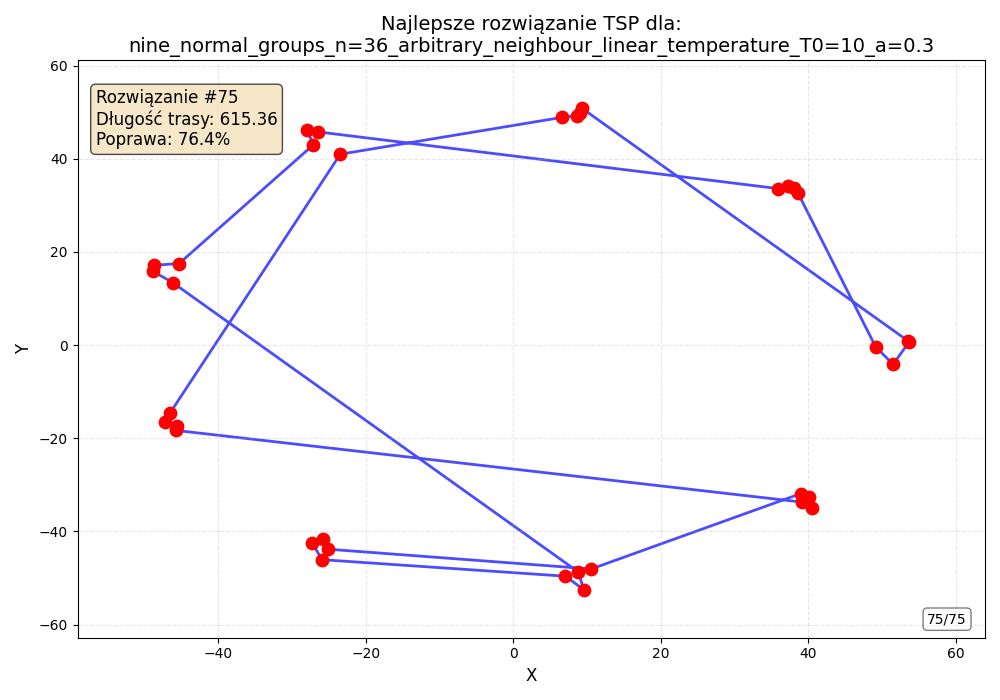 Najlepsze rozwiązanie TSP dla:
nine_normal_groups_n=36_arbitrary_neighbour_linear_temperature_T0=10_a=0.3
Rozwiązanie #75
Długość trasy: 615.36
Poprawa: 76.4%
60
40
20
0
−20
−40
−60
Y
75/75
−40
−20
0
20
40
60
X